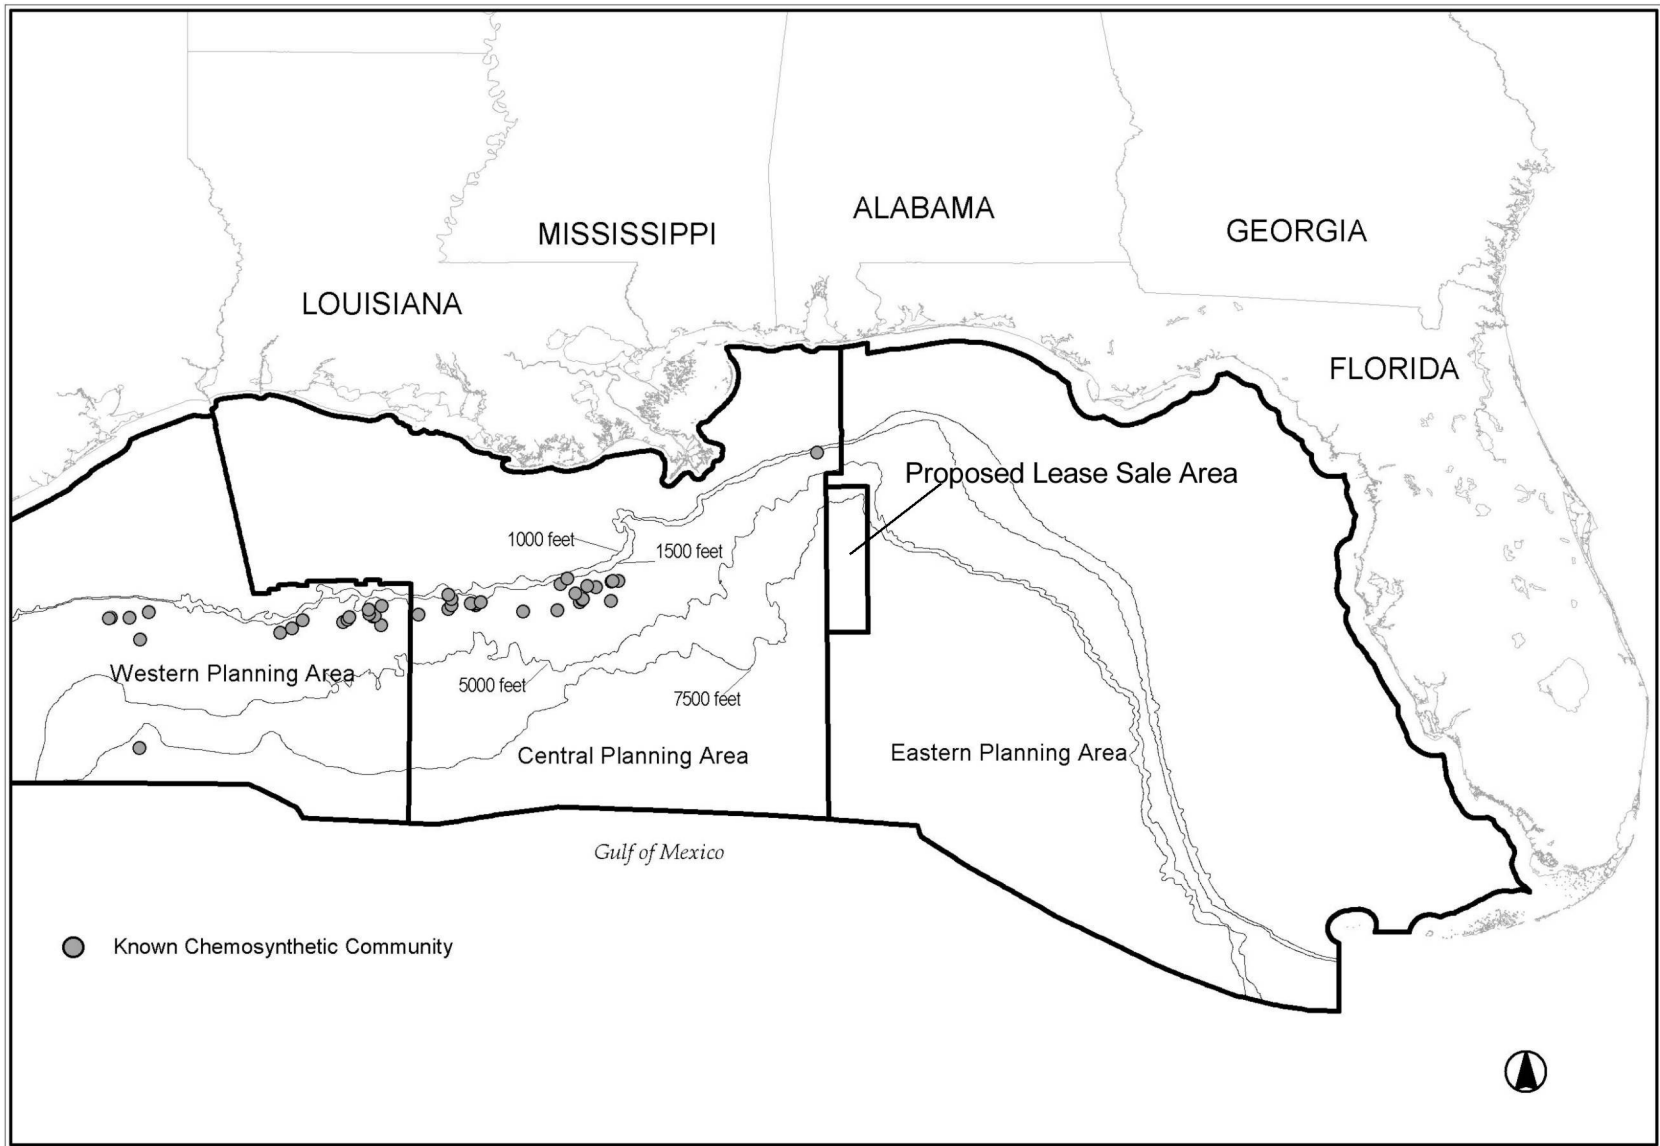 ALABAMA
MISSISSIPPI
GEORGIA
LOUISIANA
FLORIDA
Proposed Lease Sale Area
1000 feet
1500 feet
Western Planning Area
5000 feet
7500 feet
Central Planning Area
Eastern Planning Area
Gulf of Mexico
Known Chemosynthetic Community